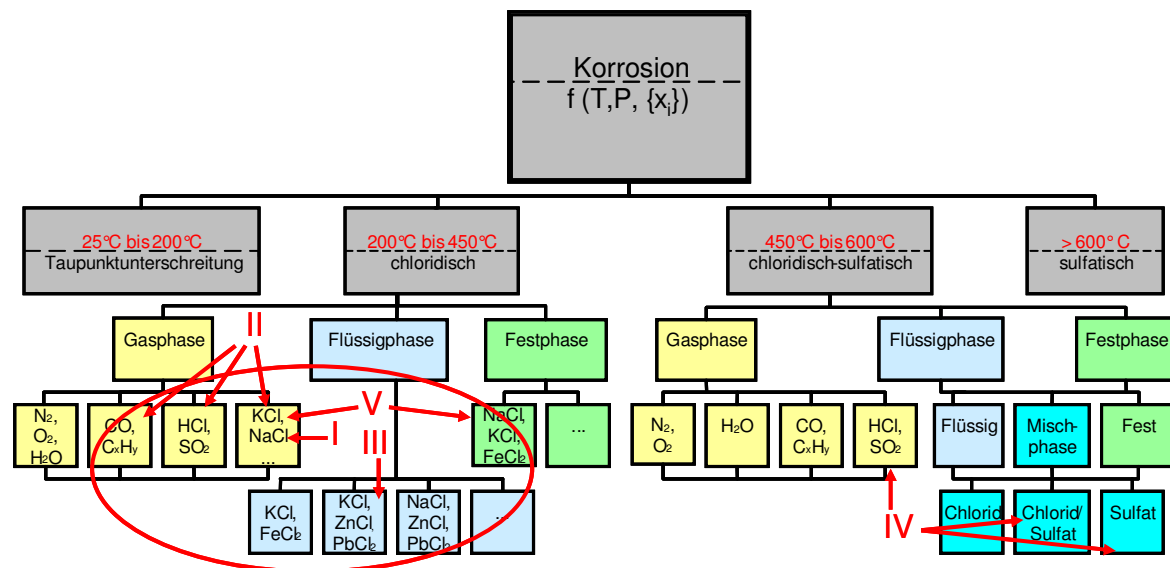 Korrosion
f (T,P, {xi})
25°C bis 200°C
Taupunktunterschreitung
200°C bis 450°C
chloridisch
450°C bis 600°C
chloridisch-sulfatisch
> 600° C
sulfatisch
II
Gasphase
Flüssigphase
Festphase
Gasphase
Flüssigphase
Festphase
N2,
O2,
H2O
CO,
CxHy
HCl,
SO2
KCl,
NaCl
...
V
I
III
NaCl,
KCl,
FeCl2
...
N2,
O2
H2O
CO,
CxHy
HCl,
SO2
Flüssig
Misch-
phase
Fest
KCl,
FeCl2
KCl,
ZnCl,
PbCl2
NaCl,
ZnCl,
PbCl2
...
IV
Chlorid
Chlorid/
Sulfat
Sulfat